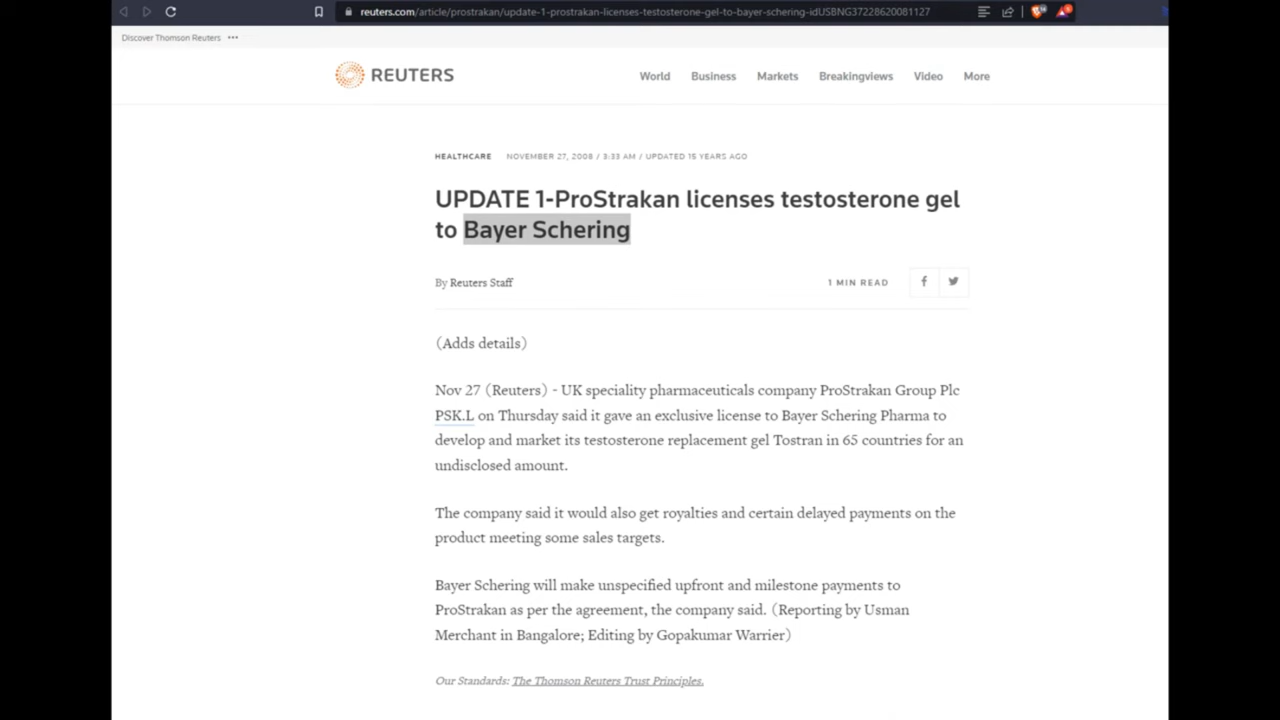 reuters.com/article/prostrakan/update-1-prostrakan-licenses-testosterone-gel-to-bayer-schering-idUSBNG37228620081127
Discover Thomson Reuters •••
REUTERS
World Business Markets Breakingviews Video More
HEALTHCARE NOVEMBER 27, 2008 / 3:33 AM / UPDATED 15 YEARS AGO
UPDATE 1-ProStrakan licenses testosterone gel
to Bayer Schering
By Reuters Staff
1 MIN READ
(Adds details)
Nov 27 (Reuters) - UK speciality pharmaceuticals company ProStrakan Group Plc
PSK.L on Thursday said it gave an exclusive license to Bayer Schering Pharma to
develop and market its testosterone replacement gel Tostran in 65 countries for an
undisclosed amount.
The company said it would also get royalties and certain delayed payments on the
product meeting some sales targets.
Bayer Schering will make unspecified upfront and milestone payments to
ProStrakan as per the agreement, the company said. (Reporting by Usman
Merchant in Bangalore; Editing by Gopakumar Warrier)
Our Standards: The Thomson Reuters Trust Principles.